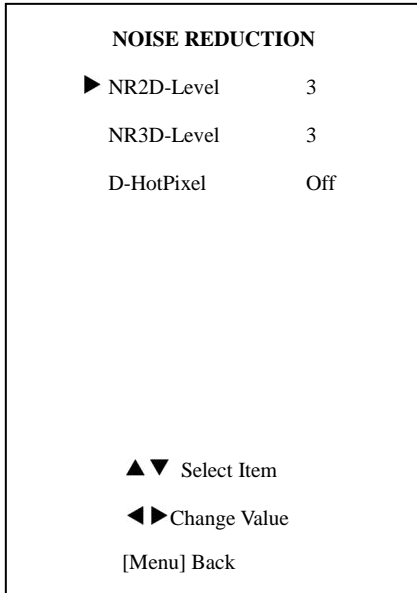 NOISE REDUCTION
▶ NR2D-Level 3
NR3D-Level 3
D-HotPixel Off
▲▼ Select Item
◀▶Change Value
[Menu] Back